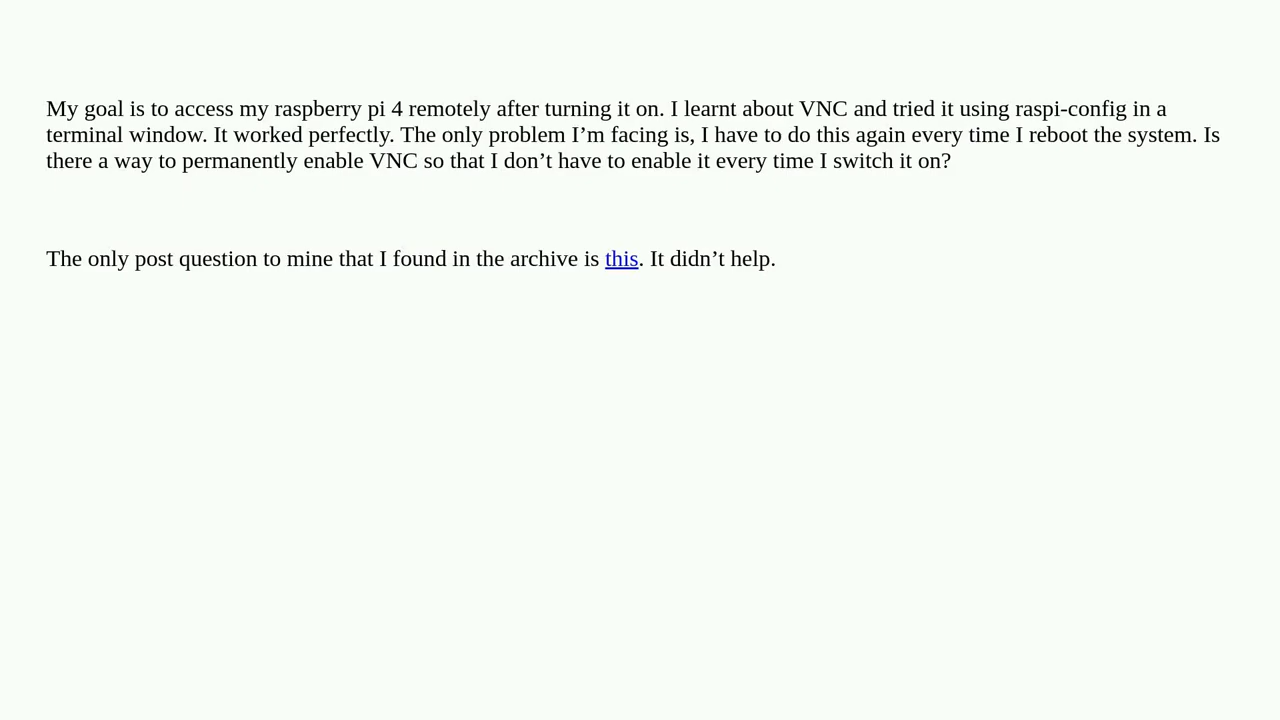 My goal is to access my raspberry pi 4 remotely after turning it on. I learnt about VNC and tried it using raspi-config in a
terminal window. It worked perfectly. The only problem I’m facing is, I have to do this again every time I reboot the system. Is
there a way to permanently enable VNC so that I don’t have to enable it every time I switch it on?
The only post question to mine that I found in the archive is this. It didn’t help.